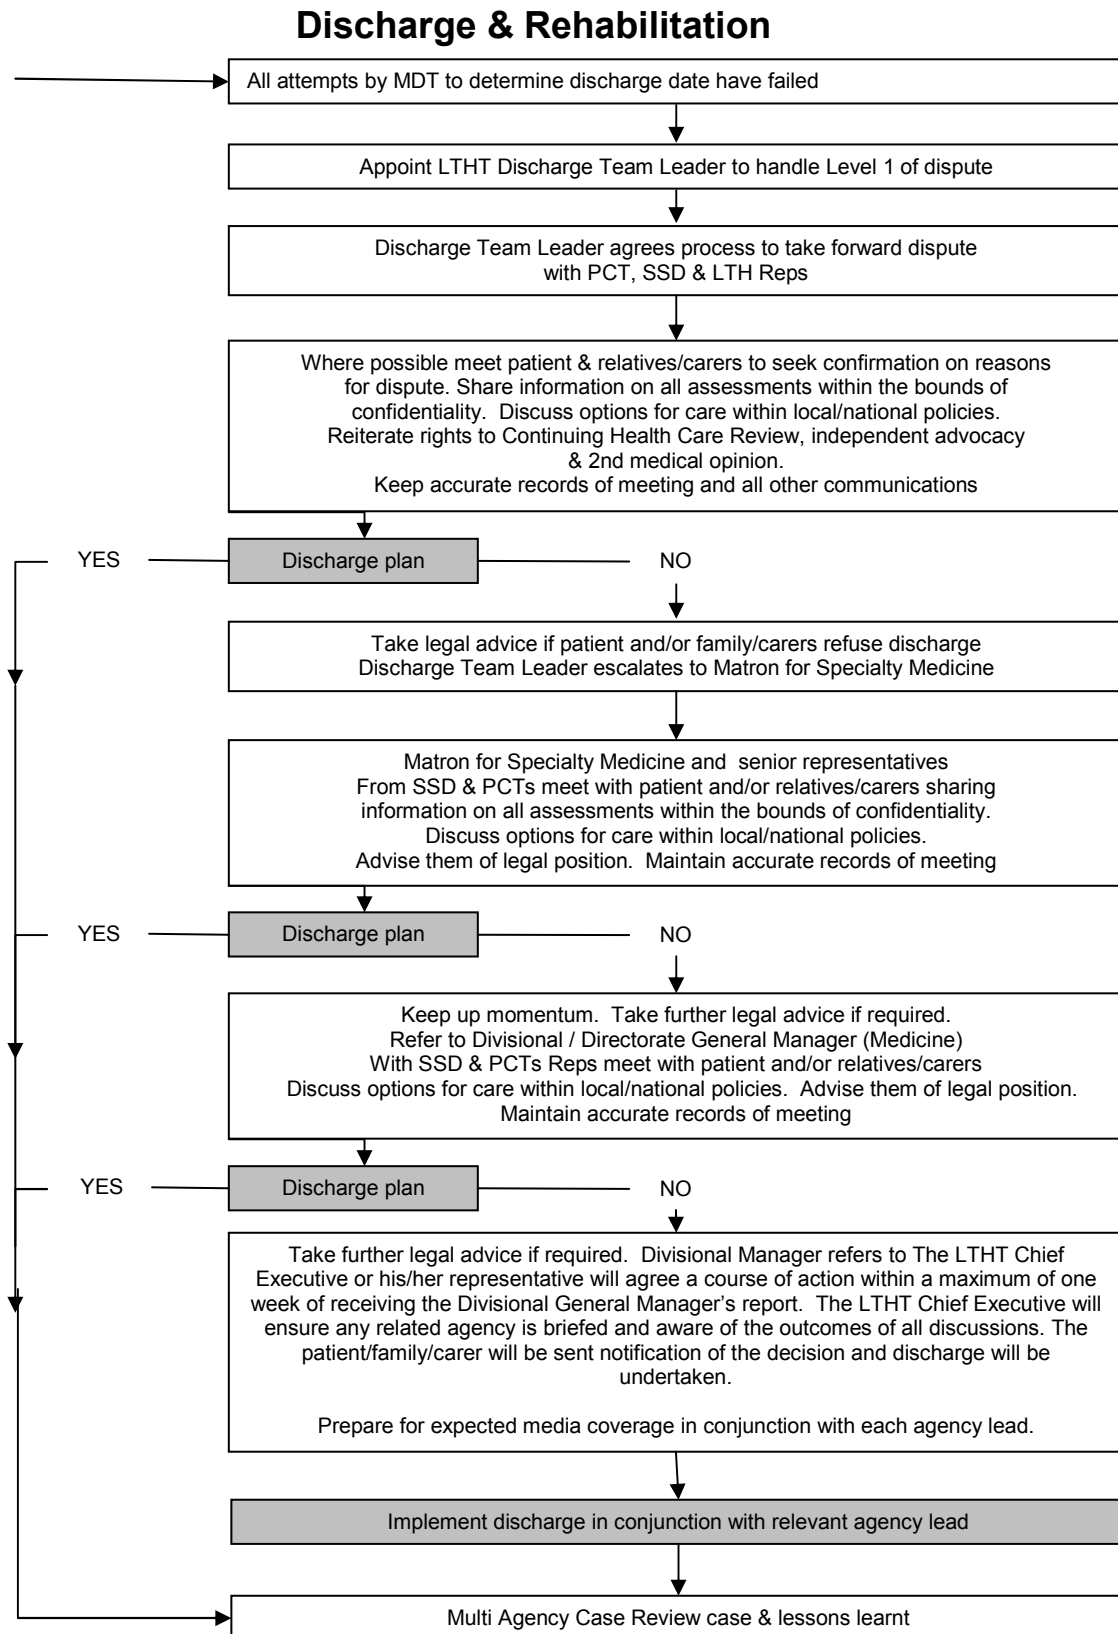 Discharge & Rehabilitation
All attempts by MDT to determine discharge date have failed
Appoint LTHT Discharge Team Leader to handle Level 1 of dispute
Discharge Team Leader agrees process to take forward dispute
with PCT, SSD & LTH Reps
Where possible meet patient & relatives/carers to seek confirmation on reasons
for dispute. Share information on all assessments within the bounds of
confidentiality. Discuss options for care within local/national policies.
Reiterate rights to Continuing Health Care Review, independent advocacy
& 2nd medical opinion.
Keep accurate records of meeting and all other communications
YES
Discharge plan
NO
Take legal advice if patient and/or family/carers refuse discharge
Discharge Team Leader escalates to Matron for Specialty Medicine
Matron for Specialty Medicine and senior representatives
From SSD & PCTs meet with patient and/or relatives/carers sharing
information on all assessments within the bounds of confidentiality.
Discuss options for care within local/national policies.
Advise them of legal position. Maintain accurate records of meeting
YES
Discharge plan
NO
Keep up momentum. Take further legal advice if required.
Refer to Divisional / Directorate General Manager (Medicine)
With SSD & PCTs Reps meet with patient and/or relatives/carers
Discuss options for care within local/national policies. Advise them of legal position.
Maintain accurate records of meeting
YES
Discharge plan
NO
Take further legal advice if required. Divisional Manager refers to The LTHT Chief
Executive or his/her representative will agree a course of action within a maximum of one
week of receiving the Divisional General Manager's report. The LTHT Chief Executive will
ensure any related agency is briefed and aware of the outcomes of all discussions. The
patient/family/carer will be sent notification of the decision and discharge will be
undertaken.
Prepare for expected media coverage in conjunction with each agency lead.
Implement discharge in conjunction with relevant agency lead
Multi Agency Case Review case & lessons learnt